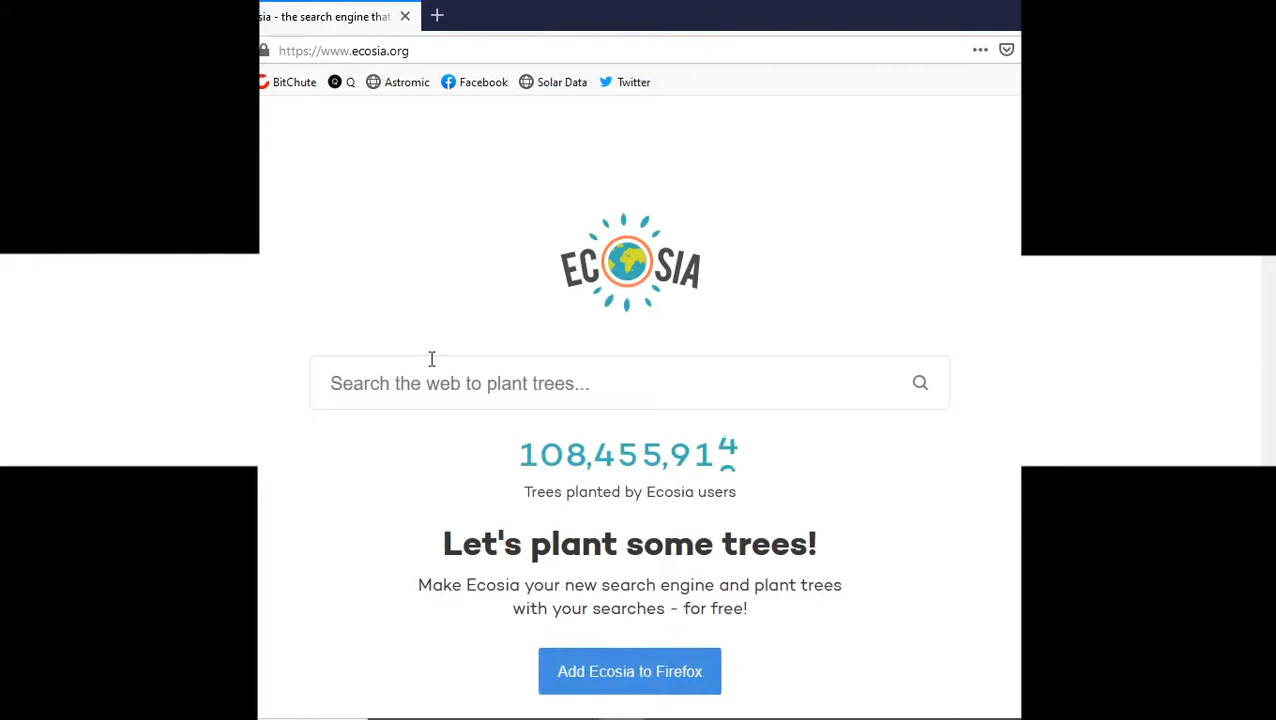 sia - the search engine that
https://www.ecosia.org
BitChute Q Astromic Facebook Solar Data Twitter
ECOSIA
Search the web to plant trees...
108,455,914
Trees planted by Ecosia users
Let's plant some trees!
Make Ecosia your new search engine and plant trees
with your searches - for free!
Add Ecosia to Firefox